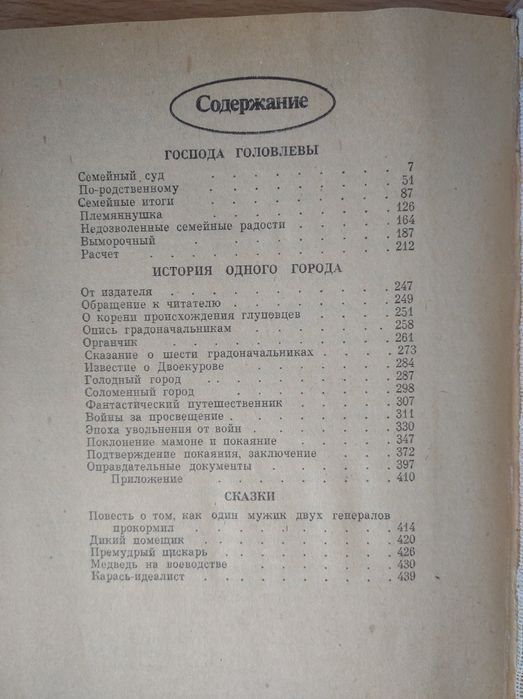 Содержание
ГОСПОДА ГОЛОВЛЕВЫ
Семейный суд . . . . . . . . . 7
По-родственному . . . . . . . . 51
Семейные итоги . . . . . . . . 87
Племяннушка . . . . . . . . 126
Недозволенные семейные радости . . . . 164
Выморочный . . . . . . . . 187
Расчет . . . . . . . . . . 212
ИСТОРИЯ ОДНОГО ГОРОДА
От издателя . . . . . . . . . 247
Обращение к читателю . . . . . . . 249
О корени происхождения глуповцев . . . . 251
Опись градоначальникам . . . . . . 258
Органчик . . . . . . . . . 261
Сказание о шести градоначальниках . . . . 273
Известие о Двоекурове . . . . . . 284
Голодный город . . . . . . . . 287
Соломенный город . . . . . . . 298
Фантастический путешественник . . . . . 307
Войны за просвещение . . . . . . . 311
Эпоха увольнения от войн . . . . . . 330
Поклонение мамоне и покаяние . . . . . 347
Подтверждение покаяния, заключение . . . 372
Оправдательные документы . . . . . . 397
Приложение . . . . . . . . 410
СКАЗКИ
Повесть о том, как один мужик двух генералов
прокормил . . . . . . . . 414
Дикий помещик . . . . . . . . 420
Премудрый пискарь . . . . . . . 426
Медведь на воеводстве . . . . . . 430
Карась-идеалист . . . . . . . . 439